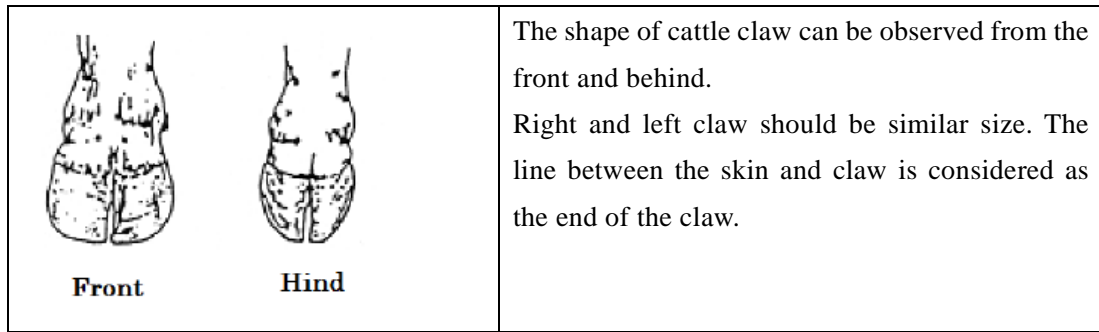 Front
Hind
The shape of cattle claw can be observed from the
front and behind.
Right and left claw should be similar size. The
line between the skin and claw is considered as
the end of the claw.